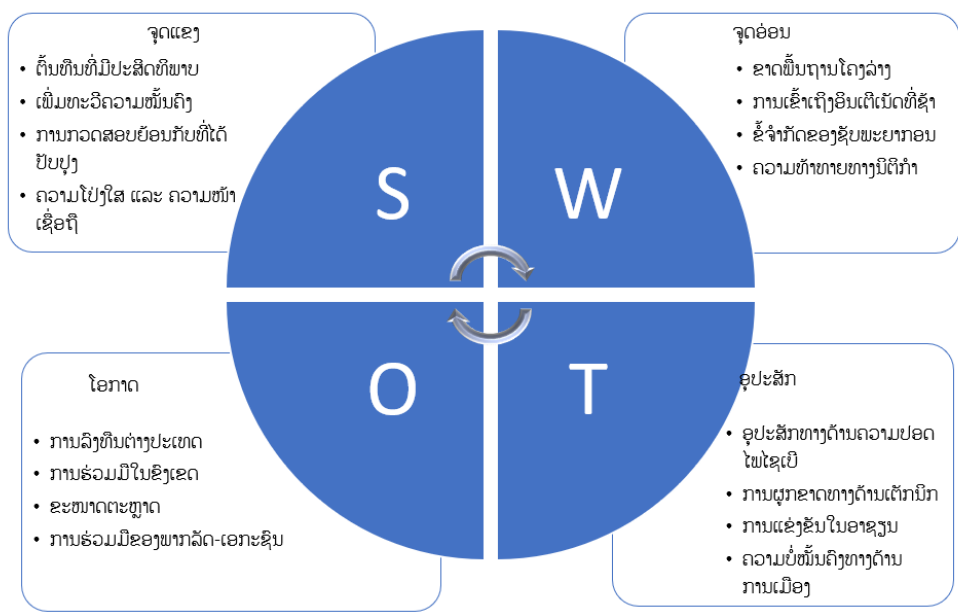 ຈຸດແຂງ
• ຕົ້ນທຶນທີ່ມີປະສິດທິພາບ
• ເພີ່ມທະວີຄວາມໝັ້ນຄົງ
• ການກວດສອບຍ້ອນກັບທີ່ໄດ້
ປັບປຸງ
• ຄວາມໂປ່ງໃສ ແລະ ຄວາມໜ້າ
ເຊື່ອຖື
S
ຈຸດອ່ອນ
• ຂາດພື້ນຖານໂຄງລ່າງ
• ການເຂົ້າເຖິງອິນເຕີເນັດທີ່ຊ້າ
• ຂໍ້ຈຳກັດຂອງຊັບພະຍາກອນ
• ຄວາມທ້າທາຍທາງນິຕິກຳ
W
ໂອກາດ
• ການລົງທຶນຕ່າງປະເທດ
• ການຮ່ວມມືໃນຂົງເຂດ
• ຂະໜາດຕະຫຼາດ
• ການຮ່ວມມືຂອງພາກລັດ-ເອກະຊົນ
O
ອຸປະສັກ
• ອຸປະສັກທາງດ້ານຄວາມປອດ
ໄພໄຊເບີ
• ການຜູກຂາດທາງດ້ານເຕັກນິກ
• ການແຂ່ງຂັນໃນອາຊຽນ
• ຄວາມບໍ່ໝັ້ນຄົງທາງດ້ານ
ການເມືອງ
T